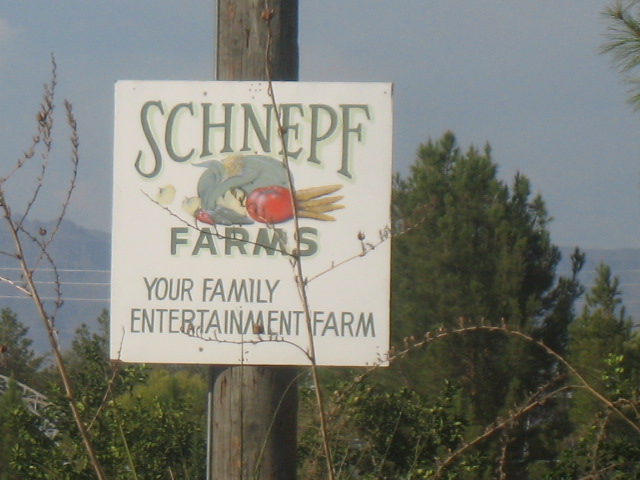 SCHNEPF
FARMS
YOUR FAMILY
ENTERTAINMENT FARM